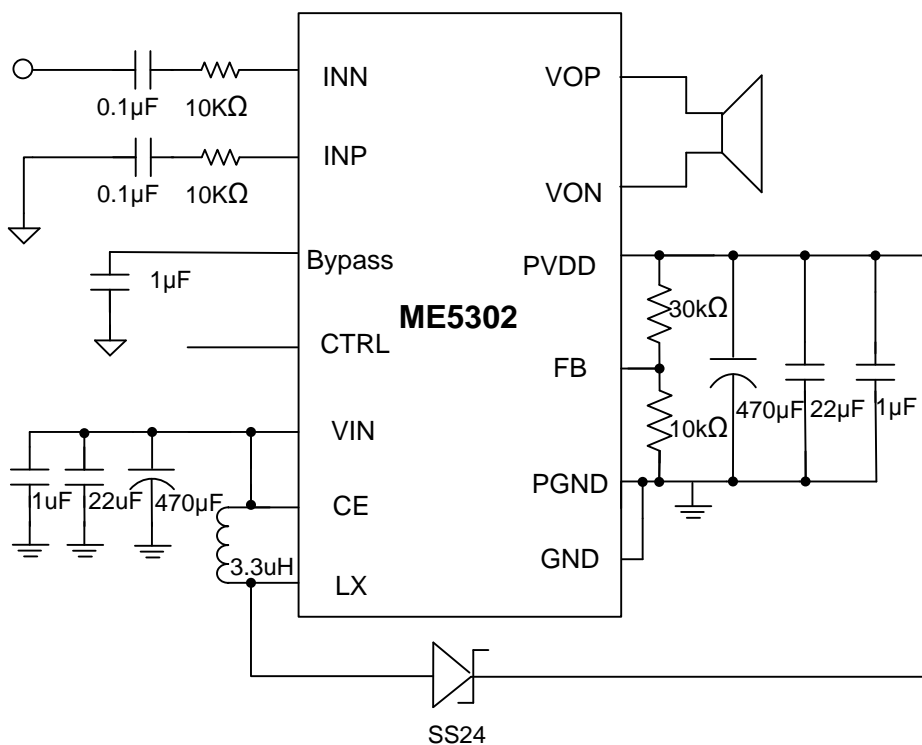 INN
VOP
0.1µF
10KΩ
INP
0.1µF
10KΩ
VON
Bypass
PVDD
1µF
ME5302
30kΩ
CTRL
FB
470µF
22µF
1µF
10kΩ
VIN
PGND
1uF
22uF
470µF
CE
GND
3.3uH
LX
SS24